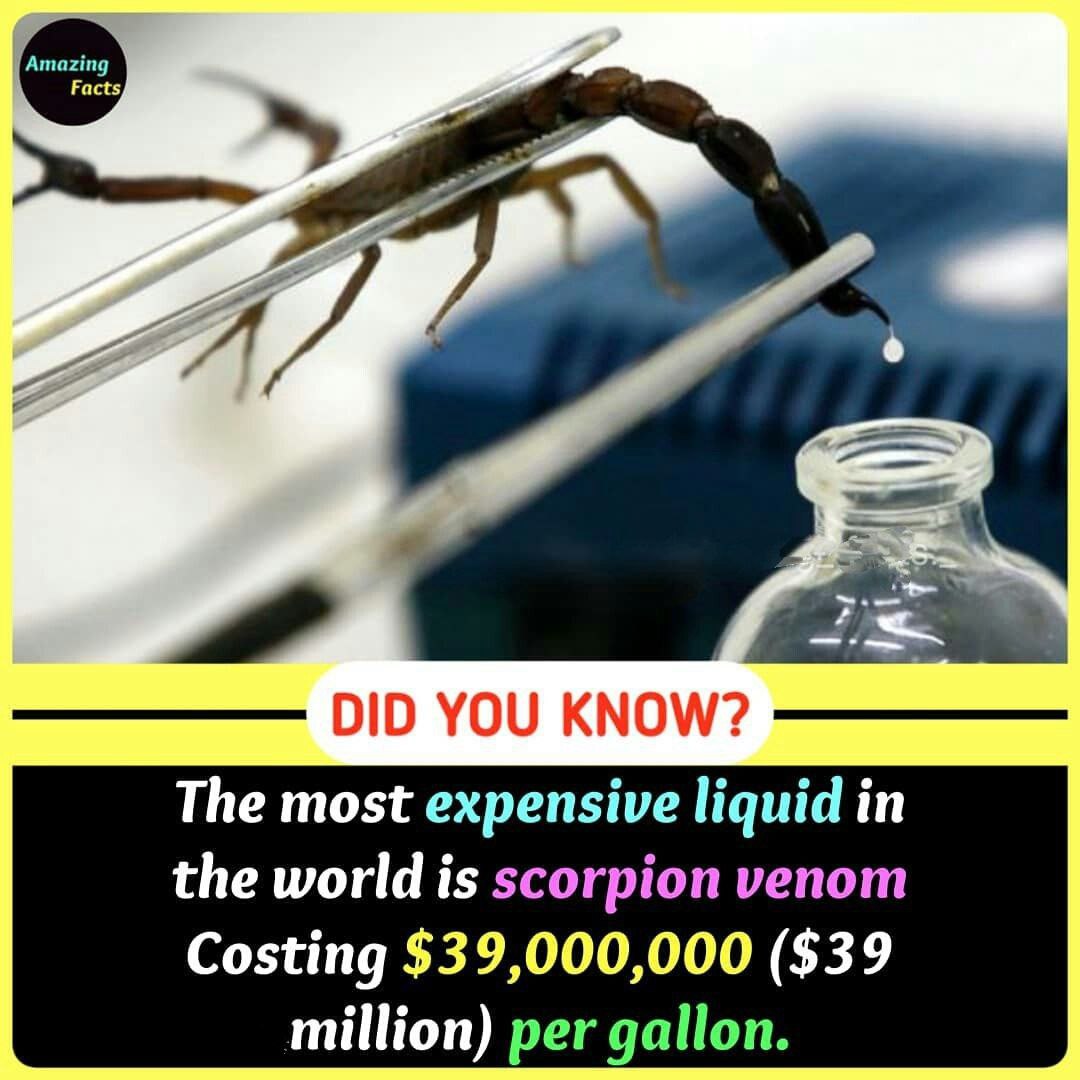 Amazing
Facts
DID YOU KNOW?
The most expensive liquid in
the world is scorpion venom
Costing $39,000,000 ($39
million) per gallon.